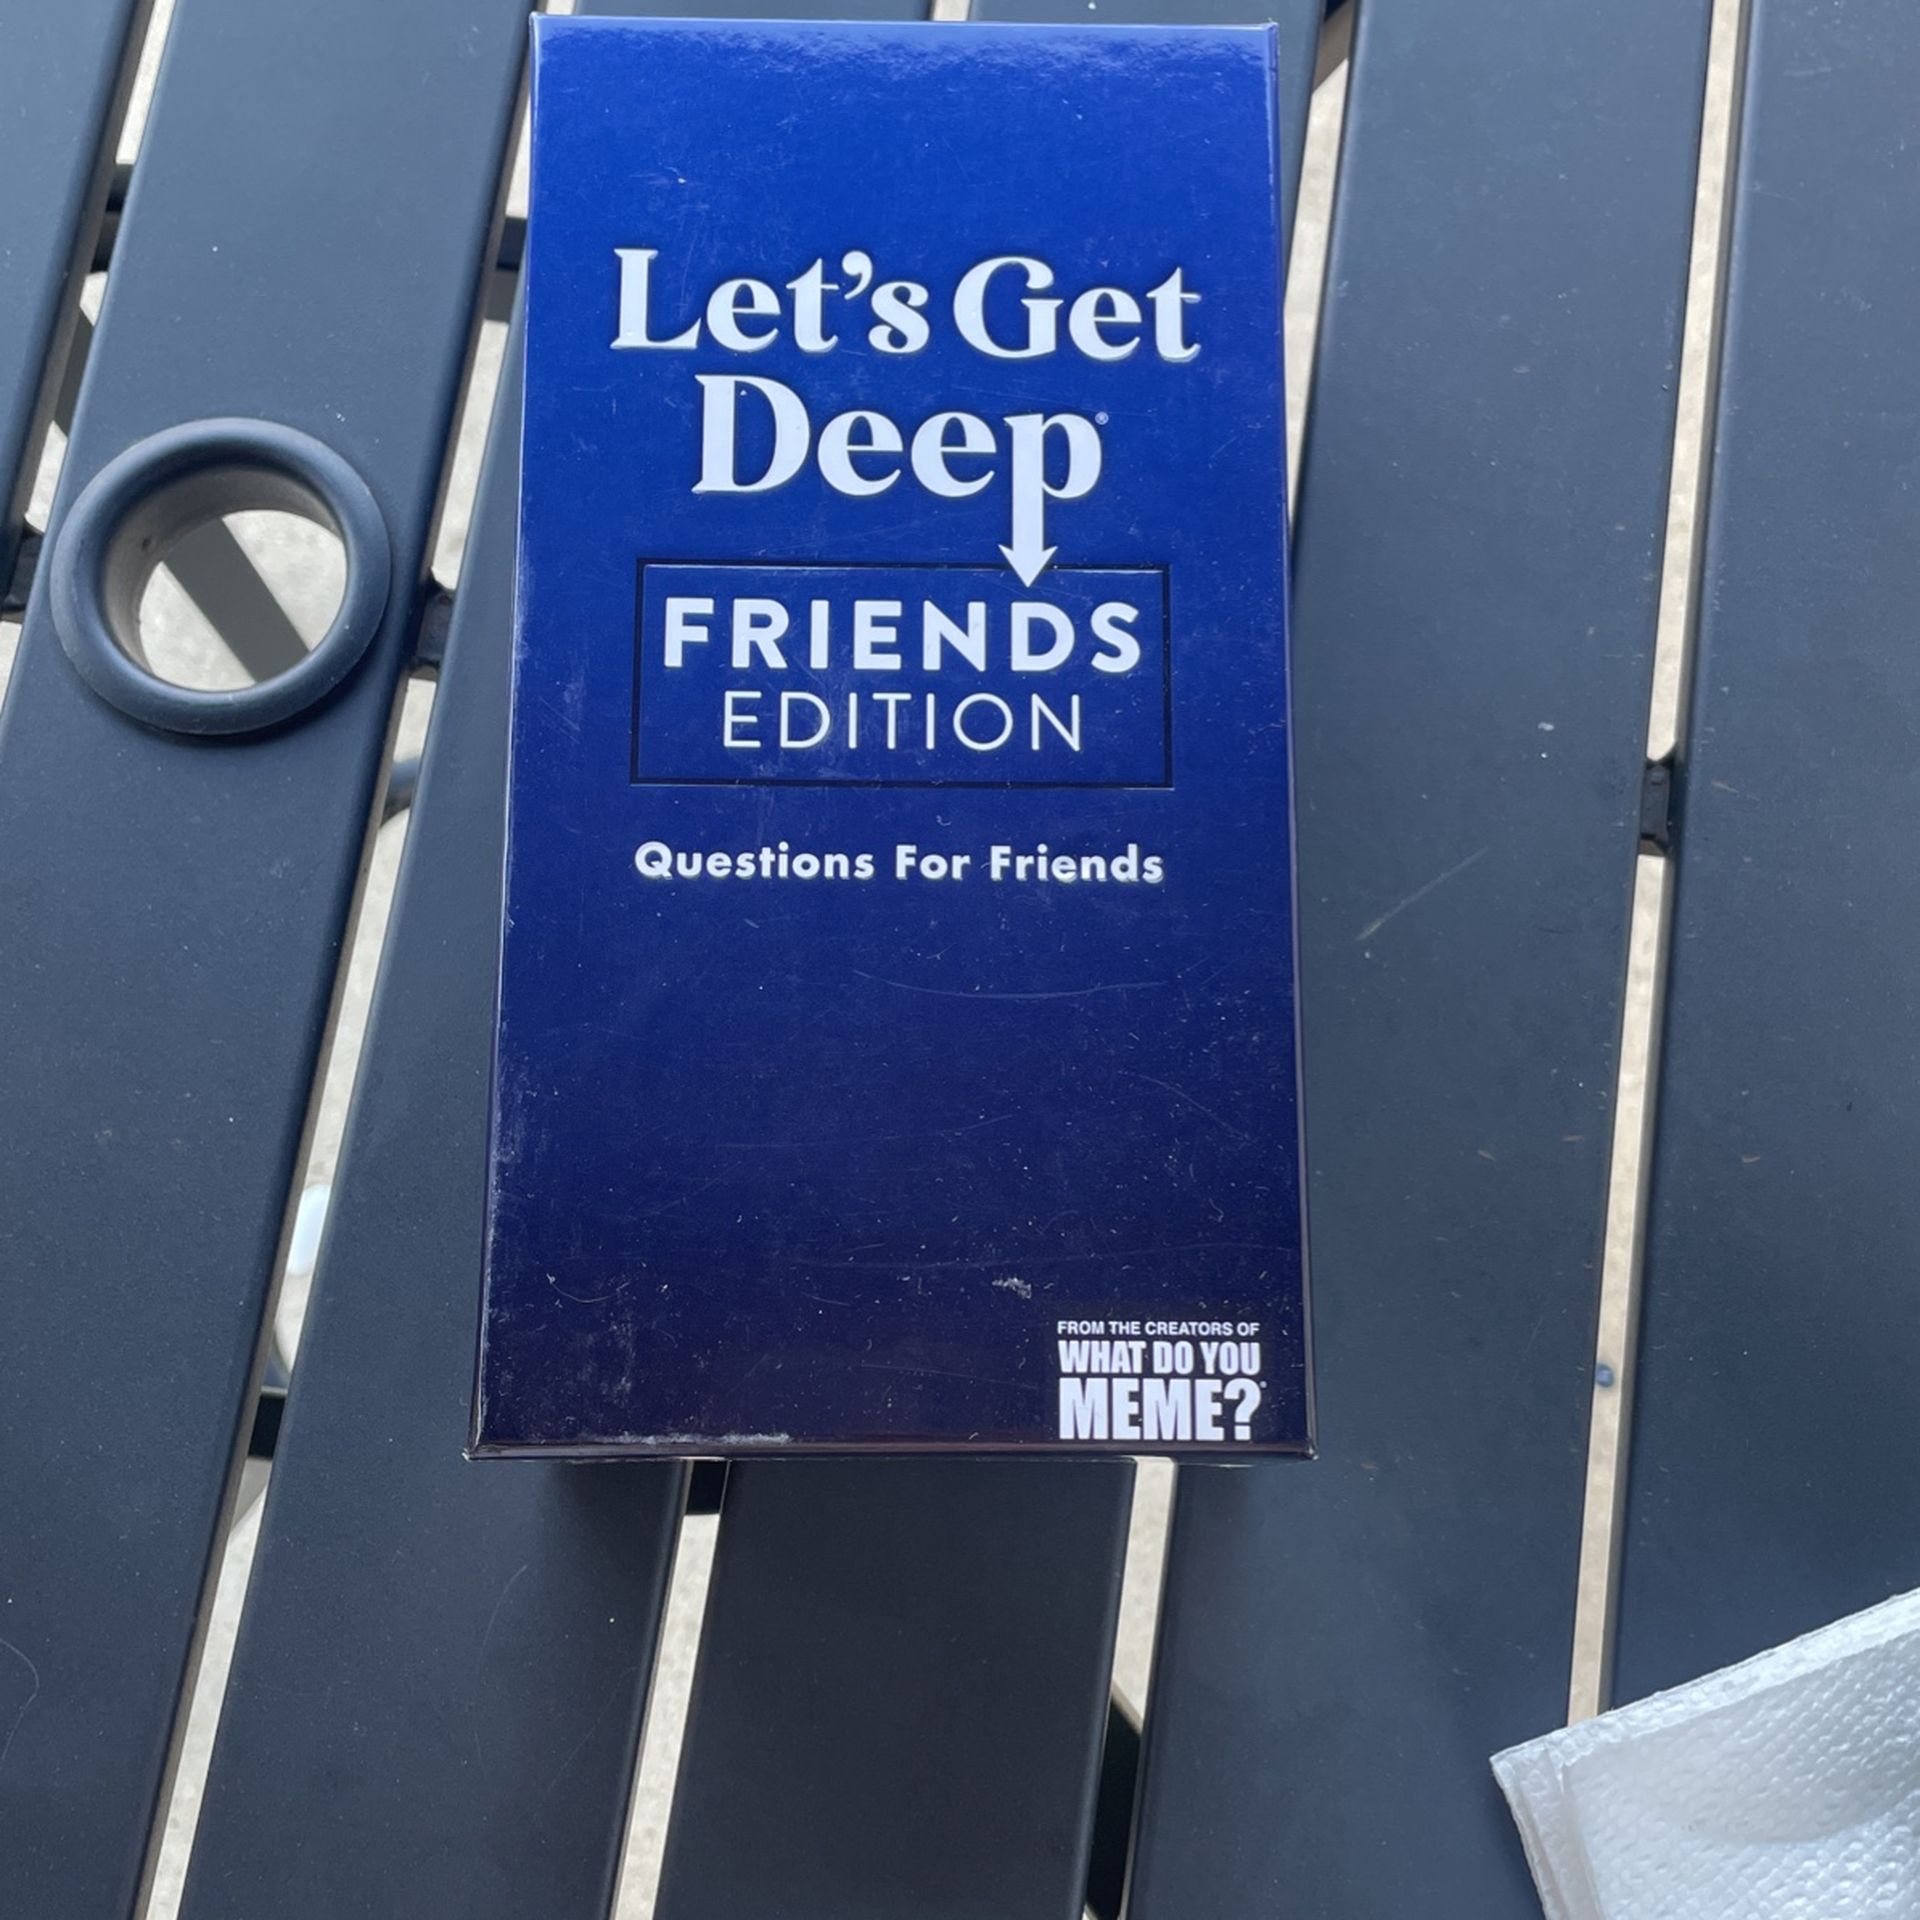 Let's Get
Deep®
FRIENDS
EDITION
Questions For Friends
FROM THE CREATORS OF
WHAT DO YOU
MEME?®